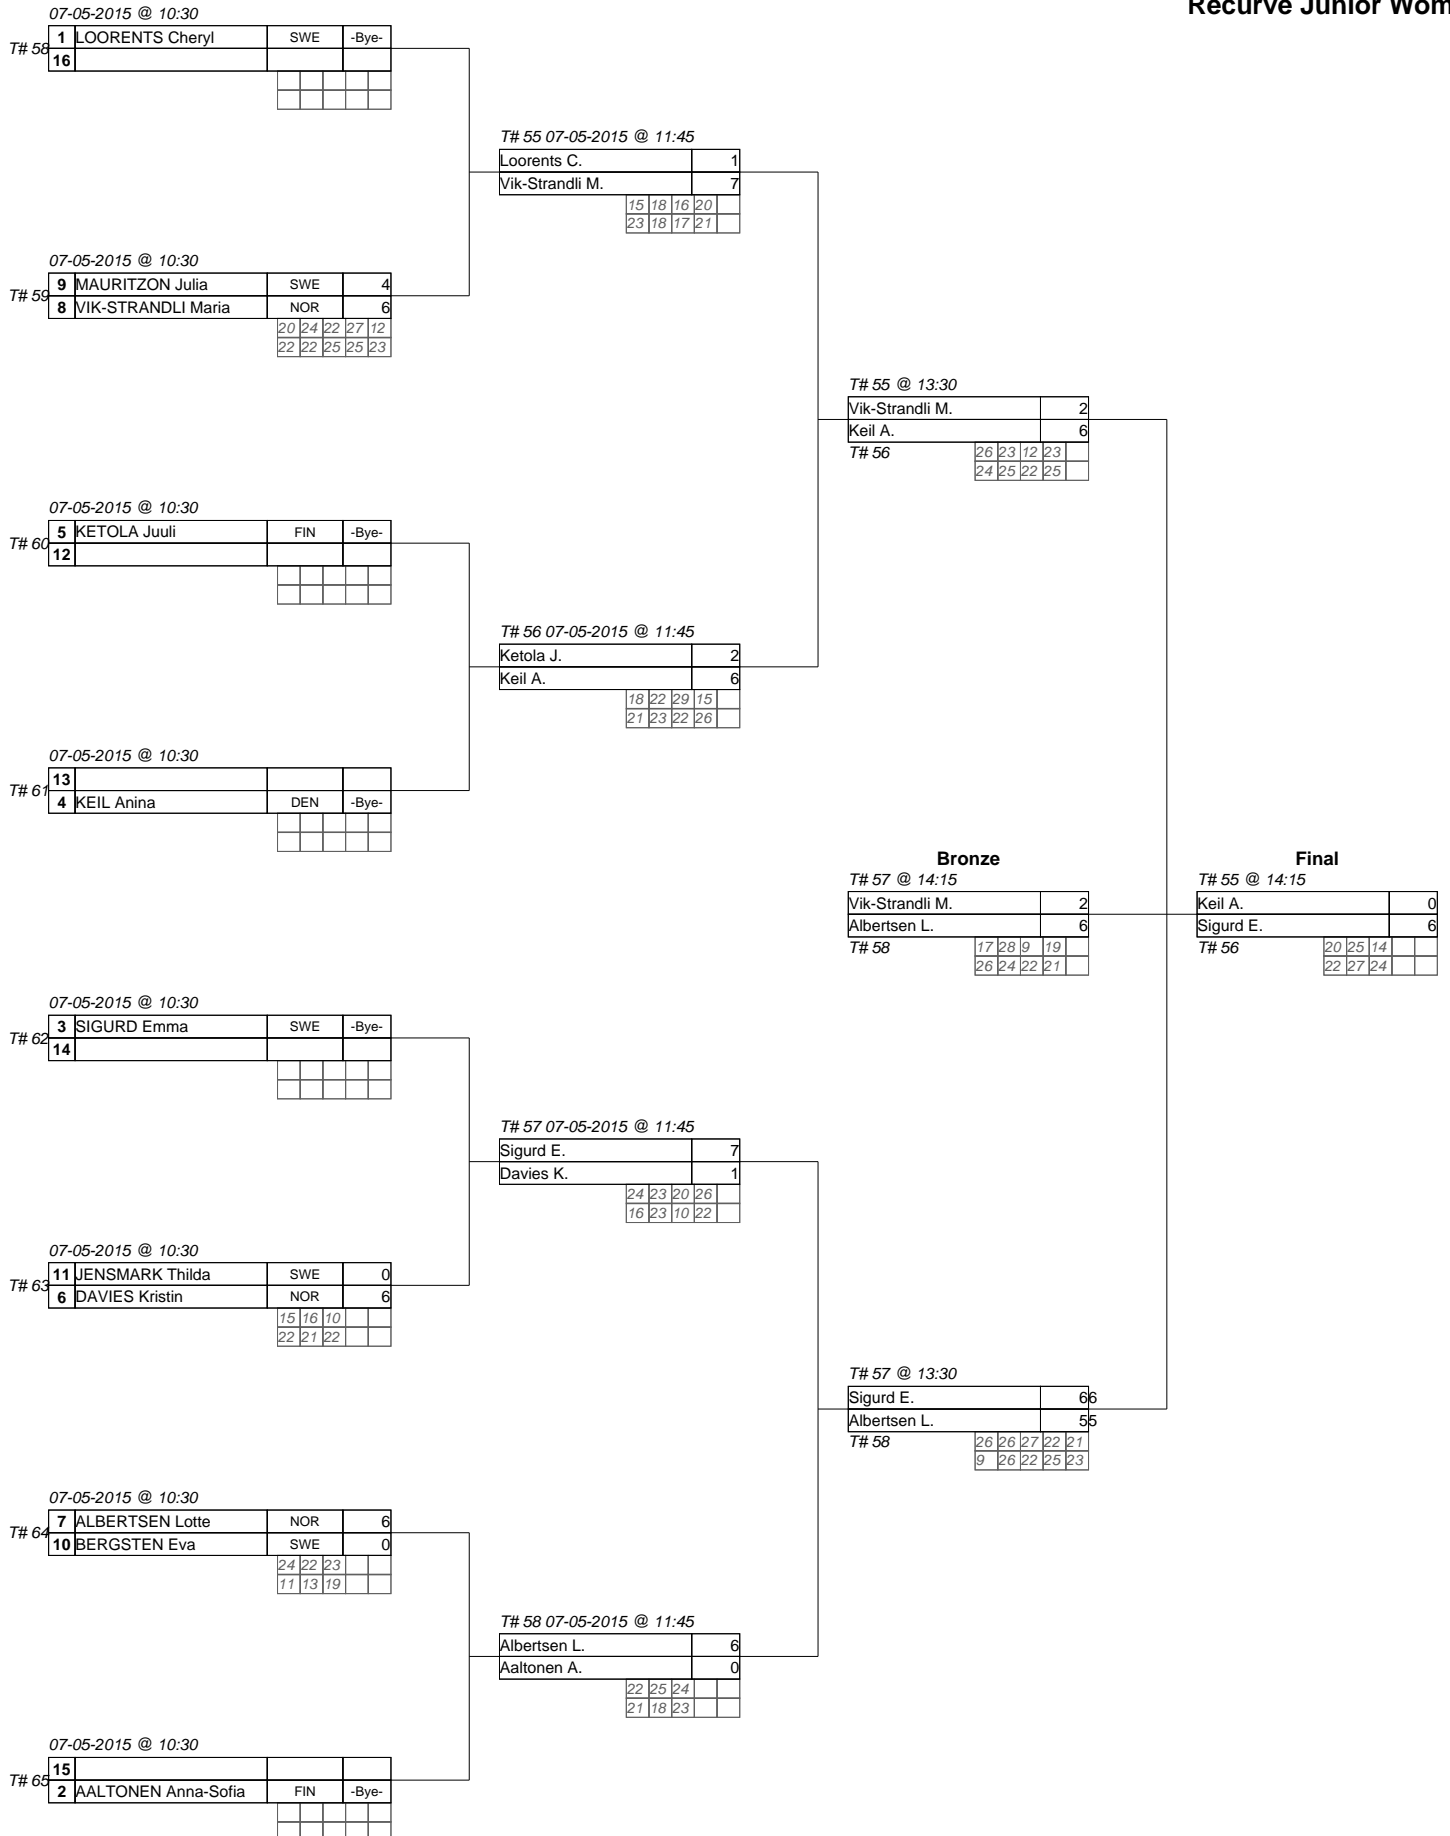 Recurve Junior Wom
07-05-2015 @ 10:30
T# 58
1 LOORENTS Cheryl SWE -Bye-
16
T# 55 07-05-2015 @ 11:45
Loorents C. 1
Vik-Strandli M. 7
15 18 16 20
23 18 17 21
07-05-2015 @ 10:30
T# 59
9 MAURITZON Julia SWE 4
8 VIK-STRANDLI Maria NOR 6
20 24 22 27 12
22 22 25 25 23
T# 55 @ 13:30
Vik-Strandli M. 2
Keil A. 6
T# 56
26 23 12 23
24 25 22 25
07-05-2015 @ 10:30
T# 60
5 KETOLA Juuli FIN -Bye-
12
T# 56 07-05-2015 @ 11:45
Ketola J. 2
Keil A. 6
18 22 29 15
21 23 22 26
07-05-2015 @ 10:30
T# 61
13
4 KEIL Anina DEN -Bye-
Bronze
T# 57 @ 14:15
Vik-Strandli M. 2
Albertsen L. 6
T# 58
17 28 9 19
26 24 22 21
Final
T# 55 @ 14:15
Keil A. 0
Sigurd E. 6
T# 56
20 25 14
22 27 24
07-05-2015 @ 10:30
T# 62
3 SIGURD Emma SWE -Bye-
14
T# 57 07-05-2015 @ 11:45
Sigurd E. 7
Davies K. 1
24 23 20 26
16 23 10 22
07-05-2015 @ 10:30
T# 63
11 JENSMARK Thilda SWE 0
6 DAVIES Kristin NOR 6
15 16 10
22 21 22
T# 57 @ 13:30
Sigurd E. 66
Albertsen L. 55
T# 58
26 26 27 22 21
9 26 22 25 23
07-05-2015 @ 10:30
T# 64
7 ALBERTSEN Lotte NOR 6
10 BERGSTEN Eva SWE 0
24 22 23
11 13 19
T# 58 07-05-2015 @ 11:45
Albertsen L. 6
Aaltonen A. 0
22 25 24
21 18 23
07-05-2015 @ 10:30
T# 65
15
2 AALTONEN Anna-Sofia FIN -Bye-